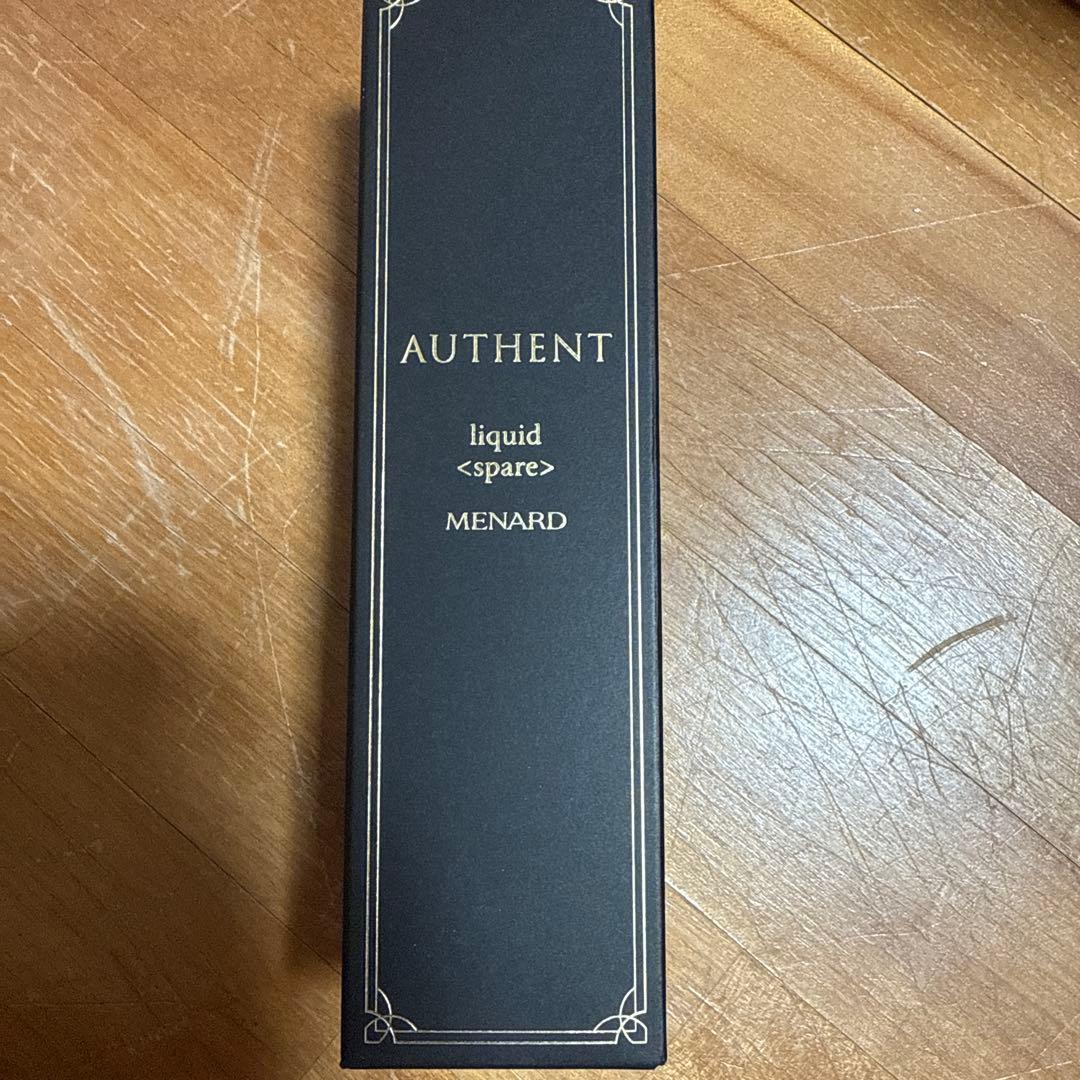 AUTHENT
liquid
<spare>
MENARD